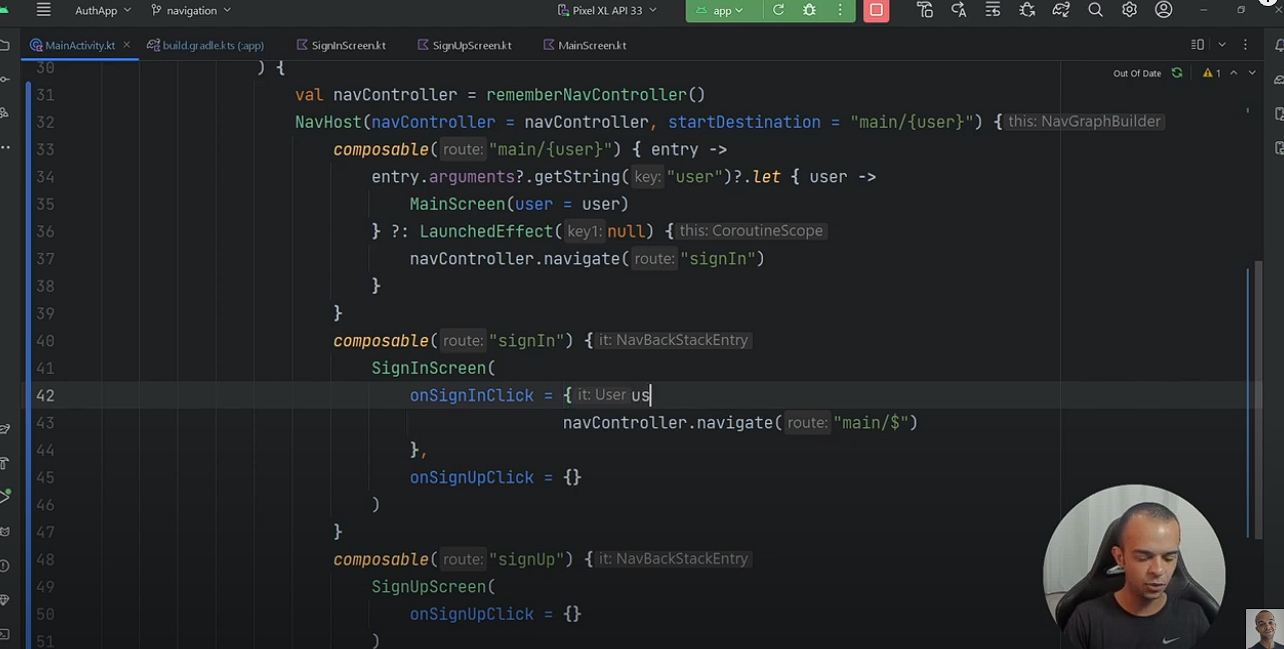 AuthApp navigation Pixel XL API 33 app
MainActivity.kt build.gradle.kts (:app) SignInScreen.kt SignUpScreen.kt MainScreen.kt
Out Of Date 1
30 ) {
31 val navController = rememberNavController()
32 NavHost(navController = navController, startDestination = "main/{user}") { this: NavGraphBuilder
33 composable( route: "main/{user}") { entry ->
34 entry.arguments?.getString( key: "user")?.let { user ->
35 MainScreen(user = user)
36 } ?: LaunchedEffect( key1: null) { this: CoroutineScope
37 navController.navigate( route: "signIn")
38 }
39 }
40 composable( route: "signIn") { it: NavBackStackEntry
41 SignInScreen(
42 onSignInClick = { it: User us
43 navController.navigate( route: "main/$")
44 },
45 onSignUpClick = {}
46 )
47 }
48 composable( route: "signUp") { it: NavBackStackEntry
49 SignUpScreen(
50 onSignUpClick = {}
51 )